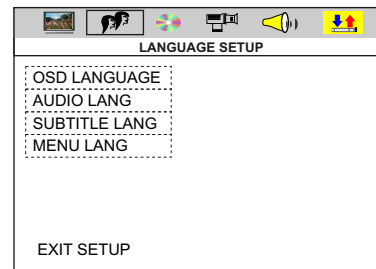 LANGUAGE SETUP
OSD LANGUAGE
AUDIO LANG
SUBTITLE LANG
MENU LANG
EXIT SETUP